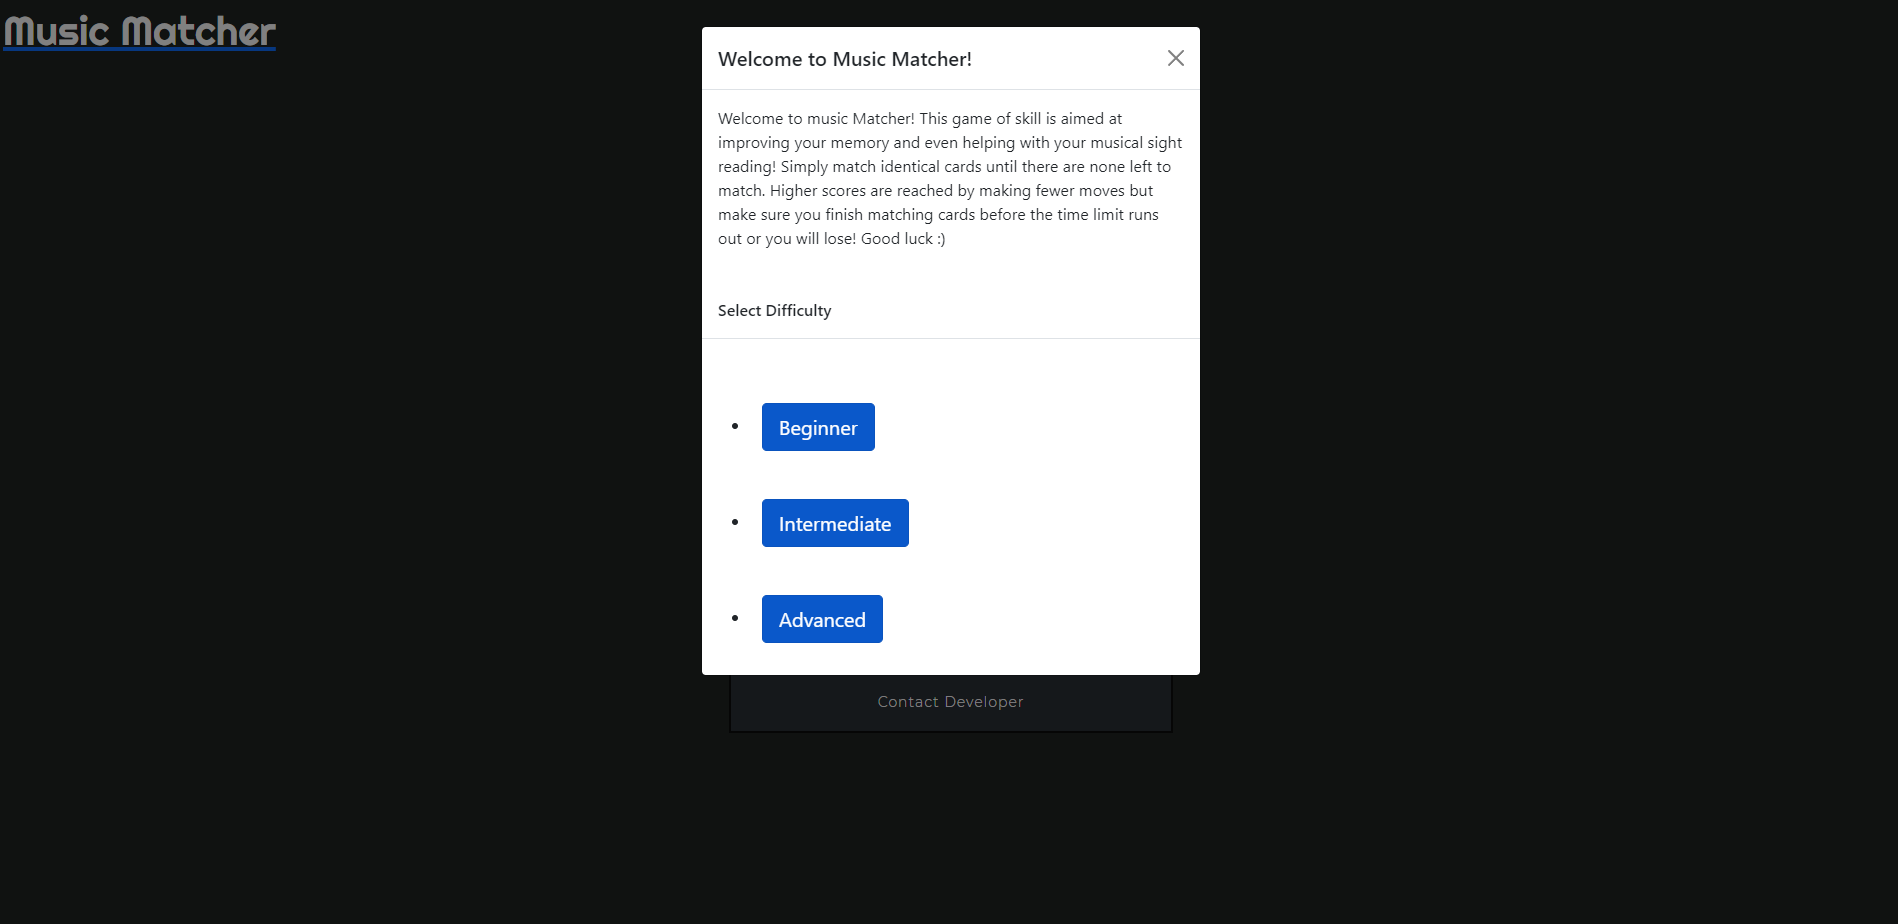 Music Matcher
Welcome to Music Matcher!
Welcome to music Matcher! This game of skill is aimed at
improving your memory and even helping with your musical sight
reading! Simply match identical cards until there are none left to
match. Higher scores are reached by making fewer moves but
make sure you finish matching cards before the time limit runs
out or you will lose! Good luck :)
Select Difficulty
Beginner
Intermediate
Advanced
Contact Developer